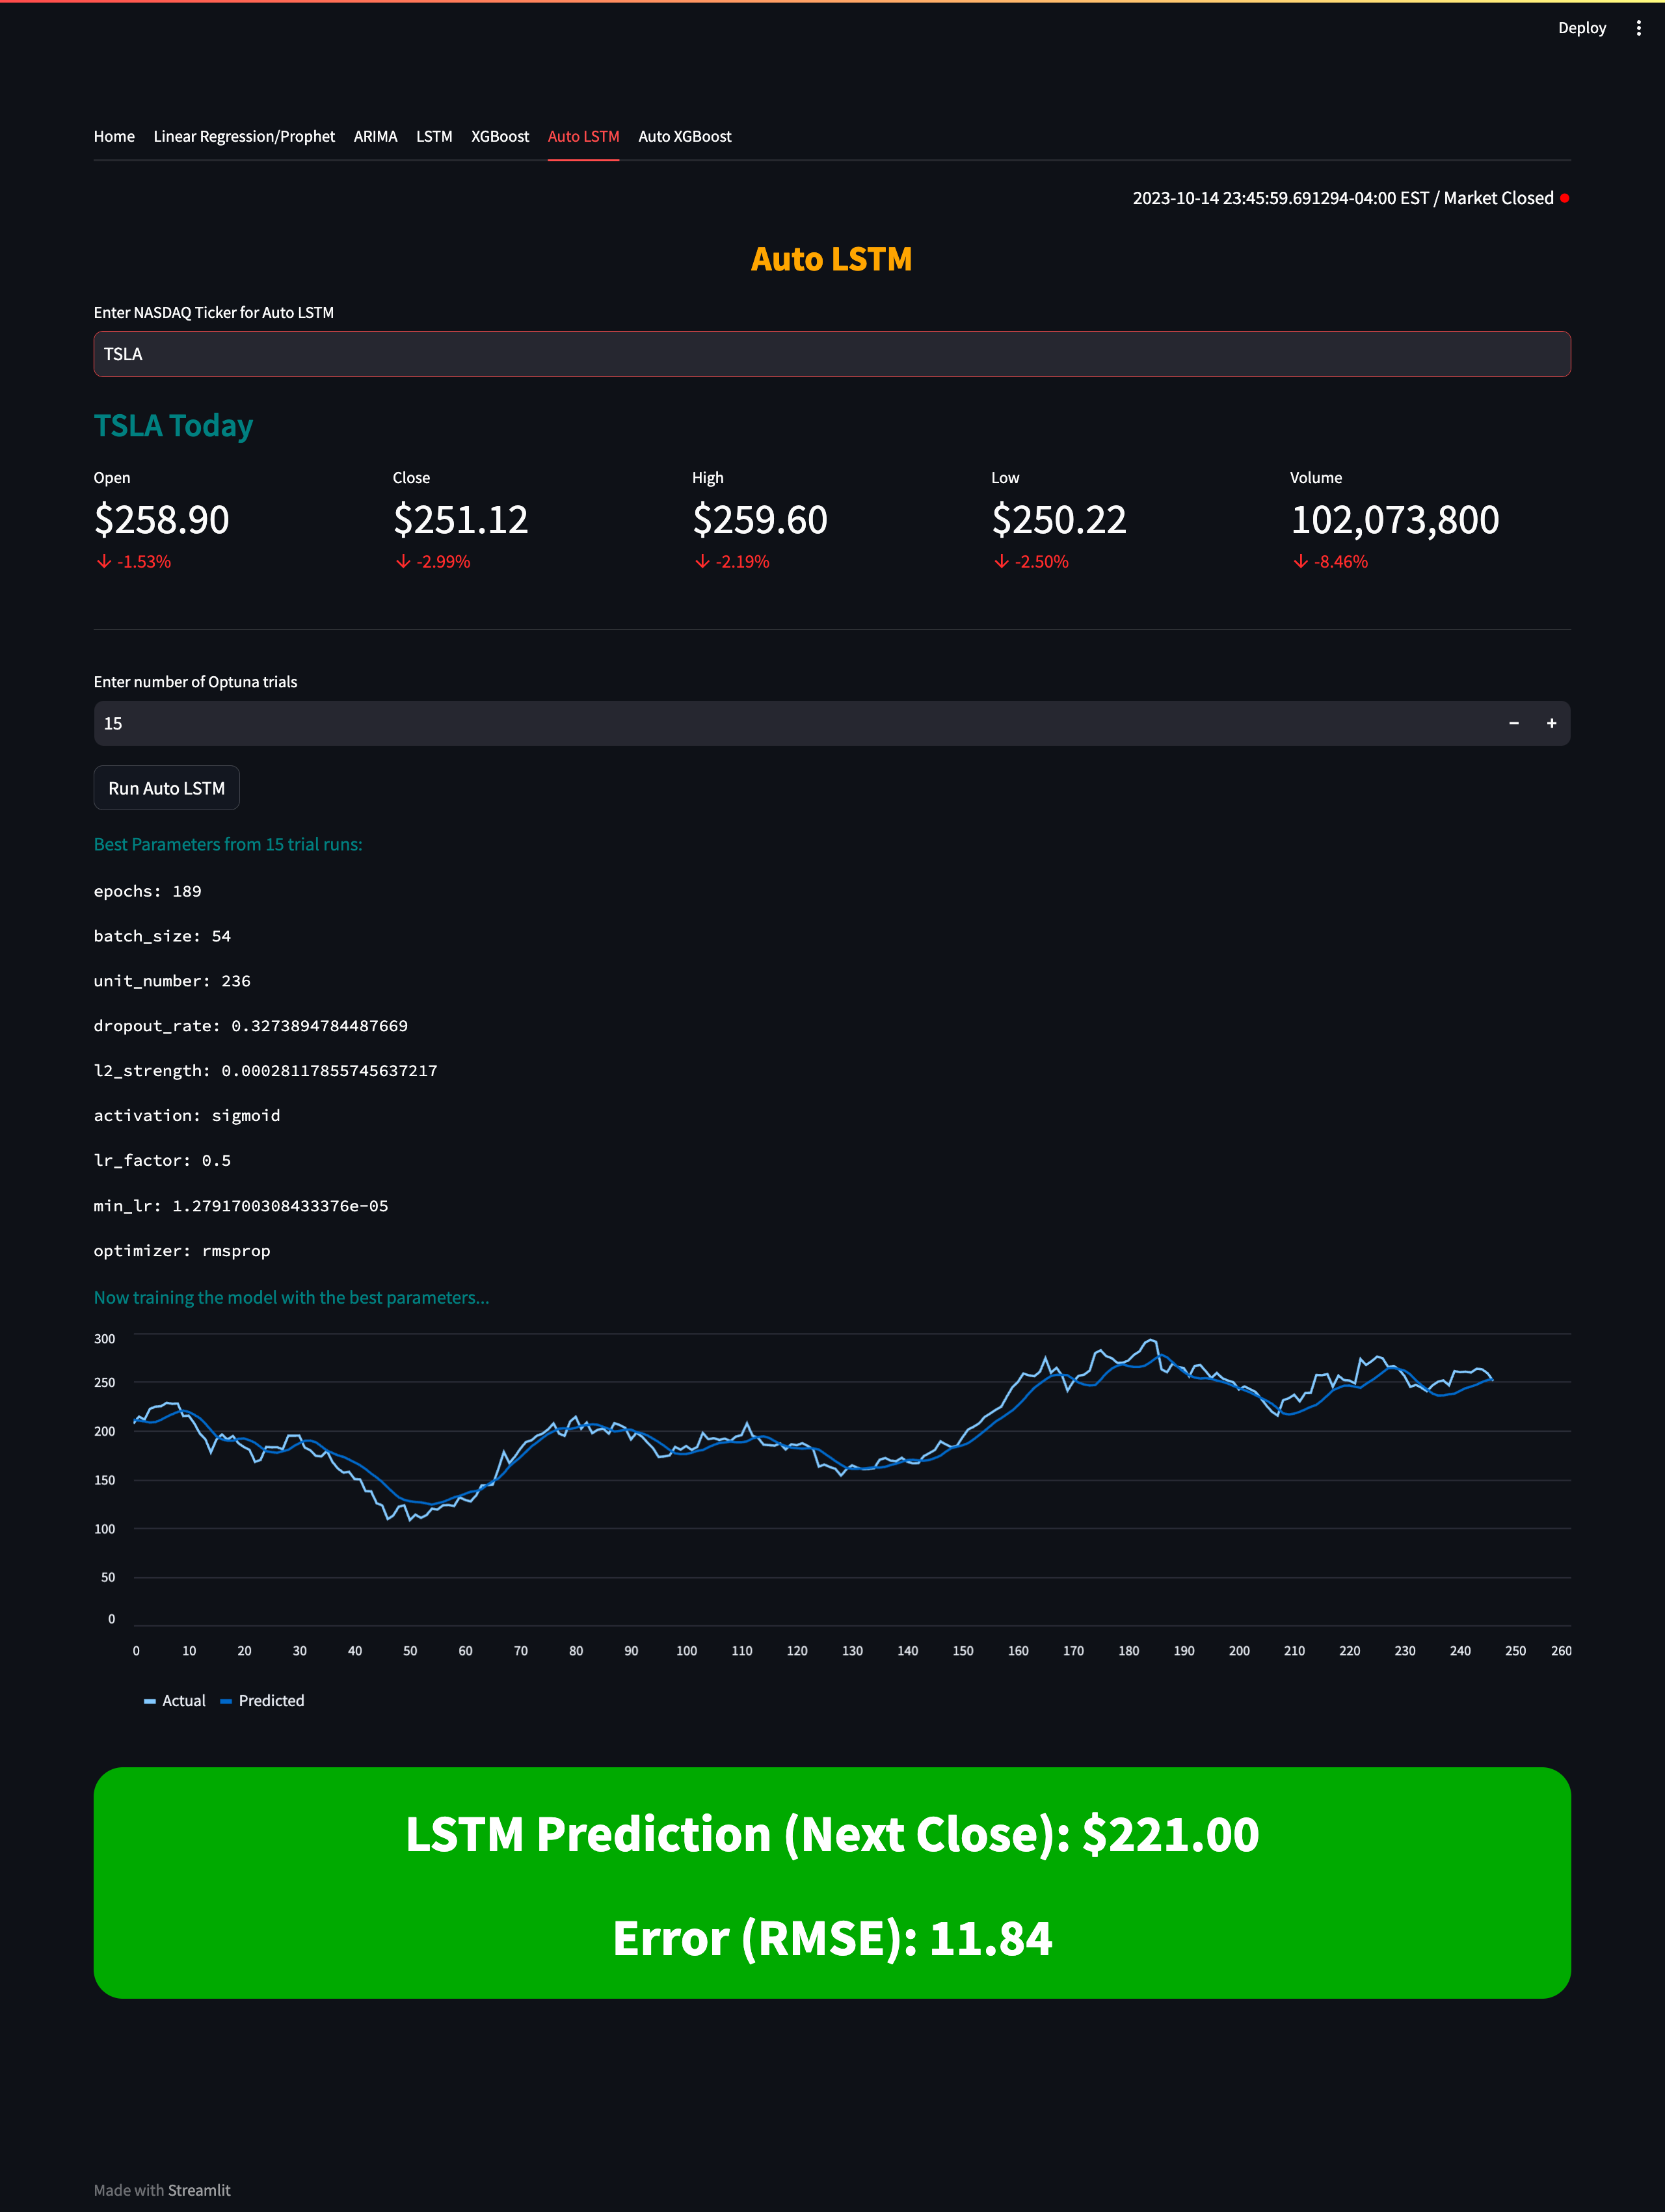 Deploy
Home Linear Regression/Prophet ARIMA LSTM XGBoost Auto LSTM Auto XGBoost
2023-10-14 23:45:59.691294-04:00 EST / Market Closed
Auto LSTM
Enter NASDAQ Ticker for Auto LSTM
TSLA
TSLA Today
Open Close High Low Volume
$258.90 $251.12 $259.60 $250.22 102,073,800
↓ -1.53% ↓ -2.99% ↓ -2.19% ↓ -2.50% ↓ -8.46%
Enter number of Optuna trials
15 − +
Run Auto LSTM
Best Parameters from 15 trial runs:
epochs: 189
batch_size: 54
unit_number: 236
dropout_rate: 0.3273894784487669
l2_strength: 0.00028117855745637217
activation: sigmoid
lr_factor: 0.5
min_lr: 1.2791700308433376e-05
optimizer: rmsprop
Now training the model with the best parameters...
300
250
200
150
100
50
0
0 10 20 30 40 50 60 70 80 90 100 110 120 130 140 150 160 170 180 190 200 210 220 230 240 250 260
Actual Predicted
LSTM Prediction (Next Close): $221.00
Error (RMSE): 11.84
Made with Streamlit